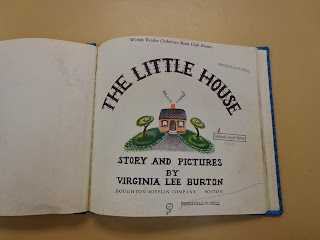 Weekly Reader Children's Book Club Presents
THE LITTLE HOUSE
STORY AND PICTURES
BY
VIRGINIA LEE BURTON
HOUGHTON MIFFLIN COMPANY · BOSTON